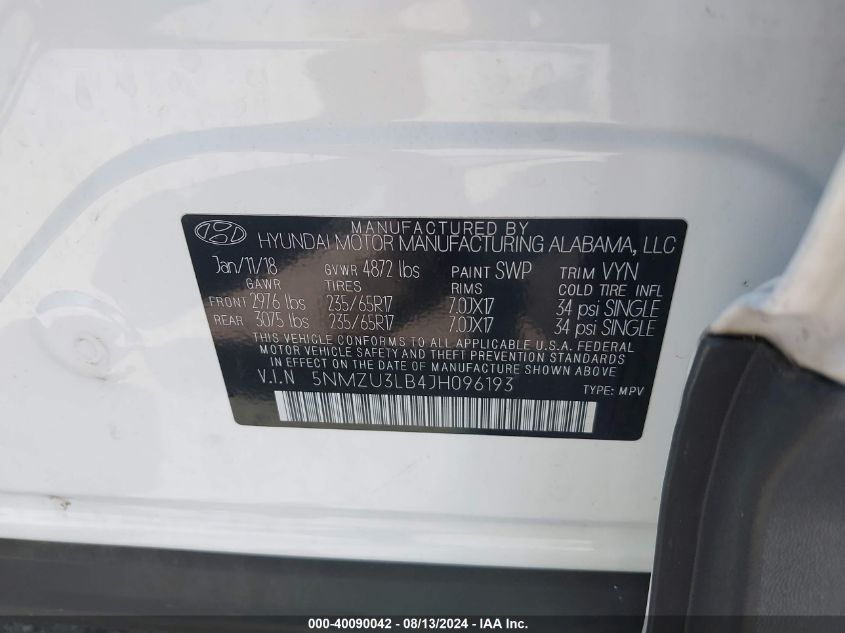 MANUFACTURED BY
HYUNDAI MOTOR MANUFACTURING ALABAMA, LLC
Jan/11/18 GVWR 4872 lbs PAINT SWP TRIM VYN
GAWR TIRES RIMS COLD TIRE INFL
FRONT 2976 lbs 235/65R17 7.0JX17 34 psi SINGLE
REAR 3075 lbs 235/65R17 7.0JX17 34 psi SINGLE
THIS VEHICLE CONFORMS TO ALL APPLICABLE U.S.A. FEDERAL
MOTOR VEHICLE SAFETY AND THEFT PREVENTION STANDARDS
IN EFFECT ON THE DATE OF MANUFACTURE SHOWN ABOVE
V.I.N 5NMZU3LB4JH096193 TYPE: MPV
000-40090042 - 08/13/2024 - IAA Inc.